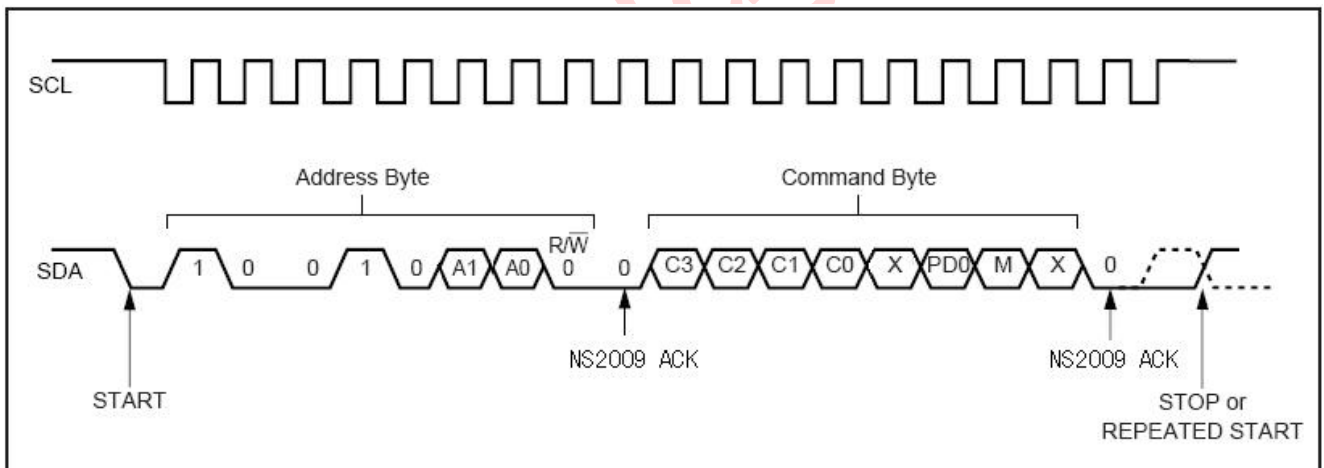 SCL
Address Byte
Command Byte
R/W
SDA
1 0 0 1 0 A1 A0 0 0 C3 C2 C1 C0 X PD0 M X 0
NS2009 ACK
NS2009 ACK
START
STOP or
REPEATED START